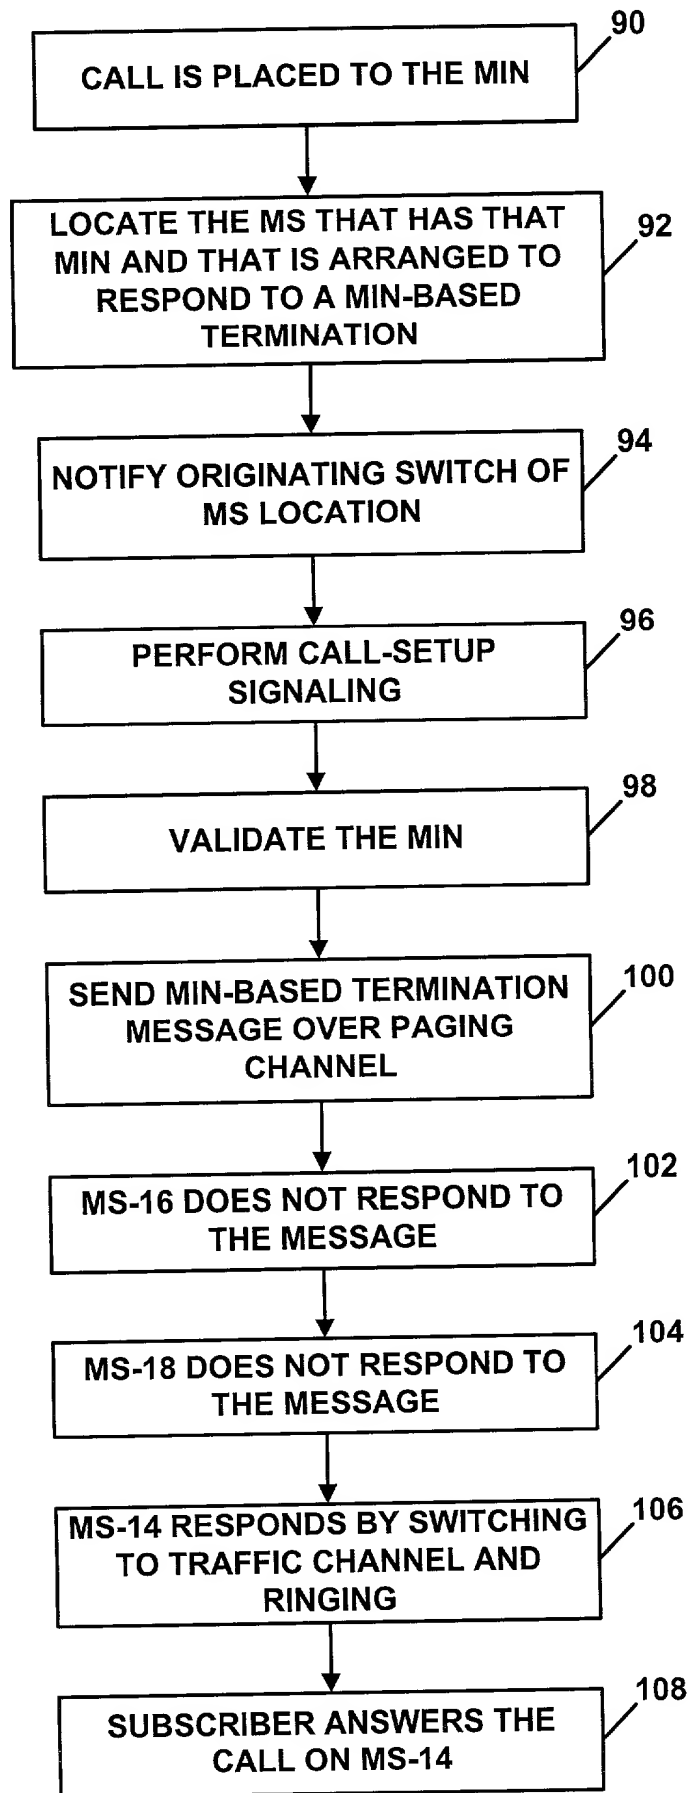 90
CALL IS PLACED TO THE MIN
92
LOCATE THE MS THAT HAS THAT
MIN AND THAT IS ARRANGED TO
RESPOND TO A MIN-BASED
TERMINATION
94
NOTIFY ORIGINATING SWITCH OF
MS LOCATION
96
PERFORM CALL-SETUP
SIGNALING
98
VALIDATE THE MIN
100
SEND MIN-BASED TERMINATION
MESSAGE OVER PAGING
CHANNEL
102
MS-16 DOES NOT RESPOND TO
THE MESSAGE
104
MS-18 DOES NOT RESPOND TO
THE MESSAGE
106
MS-14 RESPONDS BY SWITCHING
TO TRAFFIC CHANNEL AND
RINGING
108
SUBSCRIBER ANSWERS THE
CALL ON MS-14